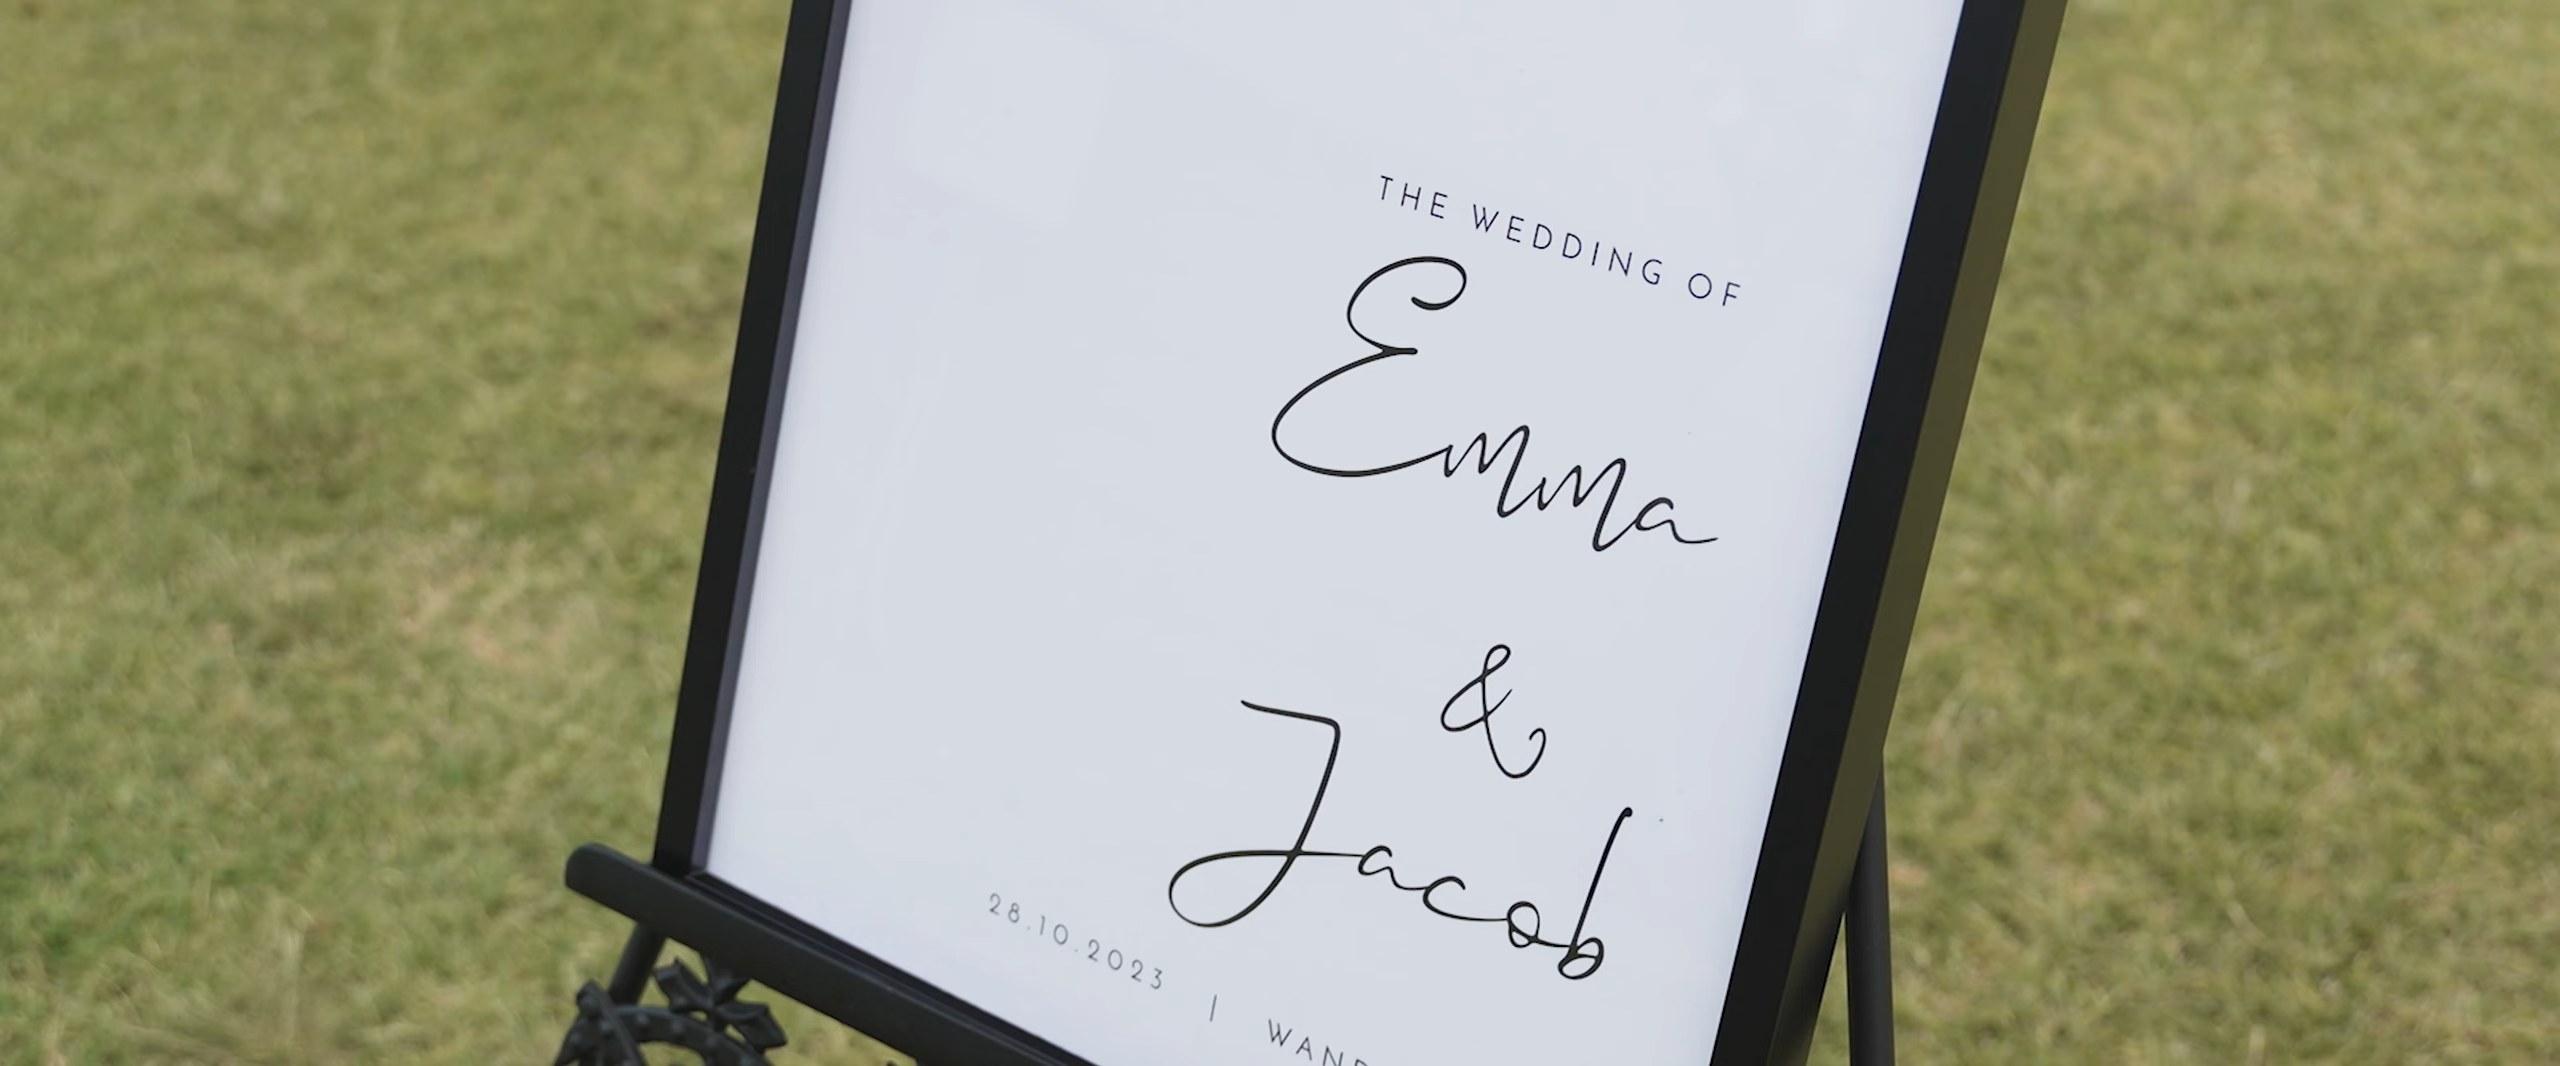 THE WEDDING OF
Emma
&
Jacob
28.10.2023 |